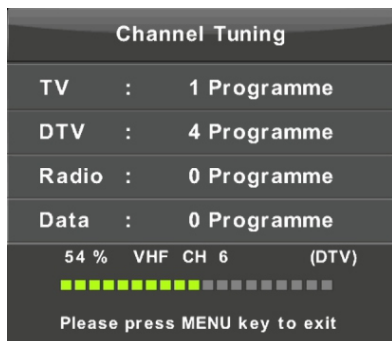 Channel Tuning
TV : 1 Programme
DTV : 4 Programme
Radio : 0 Programme
Data : 0 Programme
54 % VHF CH 6 (DTV)
Please press MENU key to exit